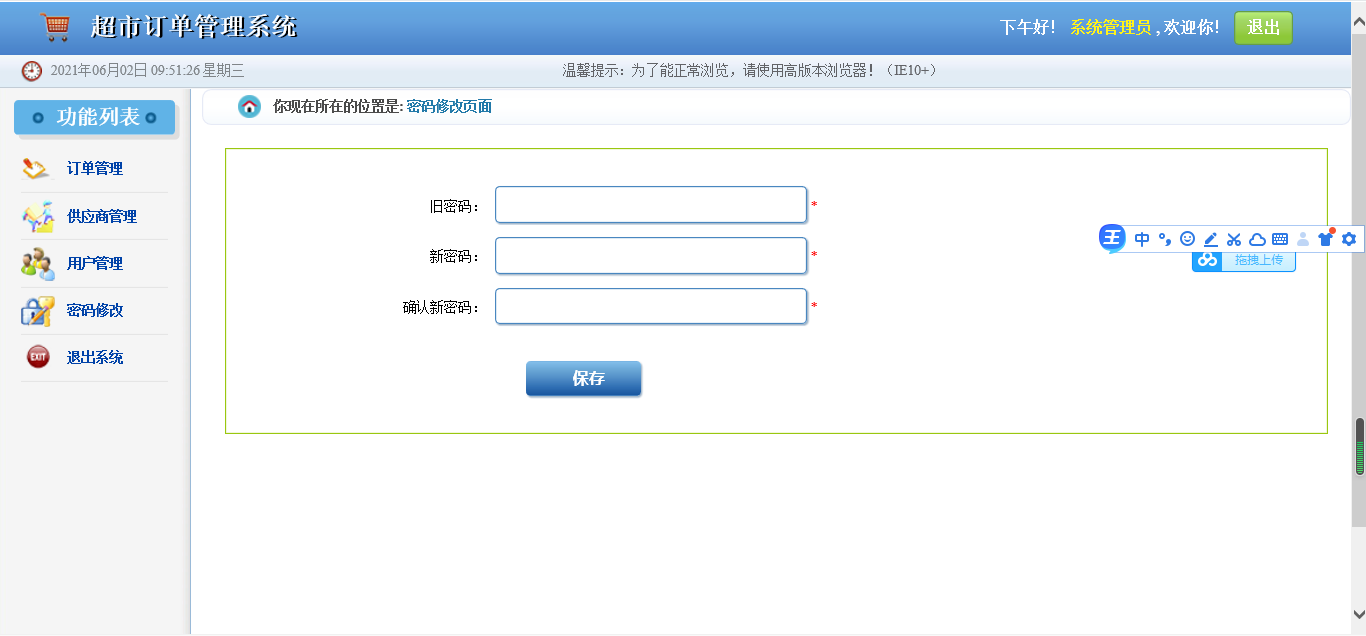 超市订单管理系统
下午好! 系统管理员 , 欢迎你!
退出
2021年06月02日 09:51:26 星期三
温馨提示：为了能正常浏览，请使用高版本浏览器！（IE10+）
功能列表
你现在所在的位置是: 密码修改页面
订单管理
供应商管理
用户管理
密码修改
EXIT 退出系统
旧密码： *
新密码： *
确认新密码： *
保存
王 中
拖拽上传